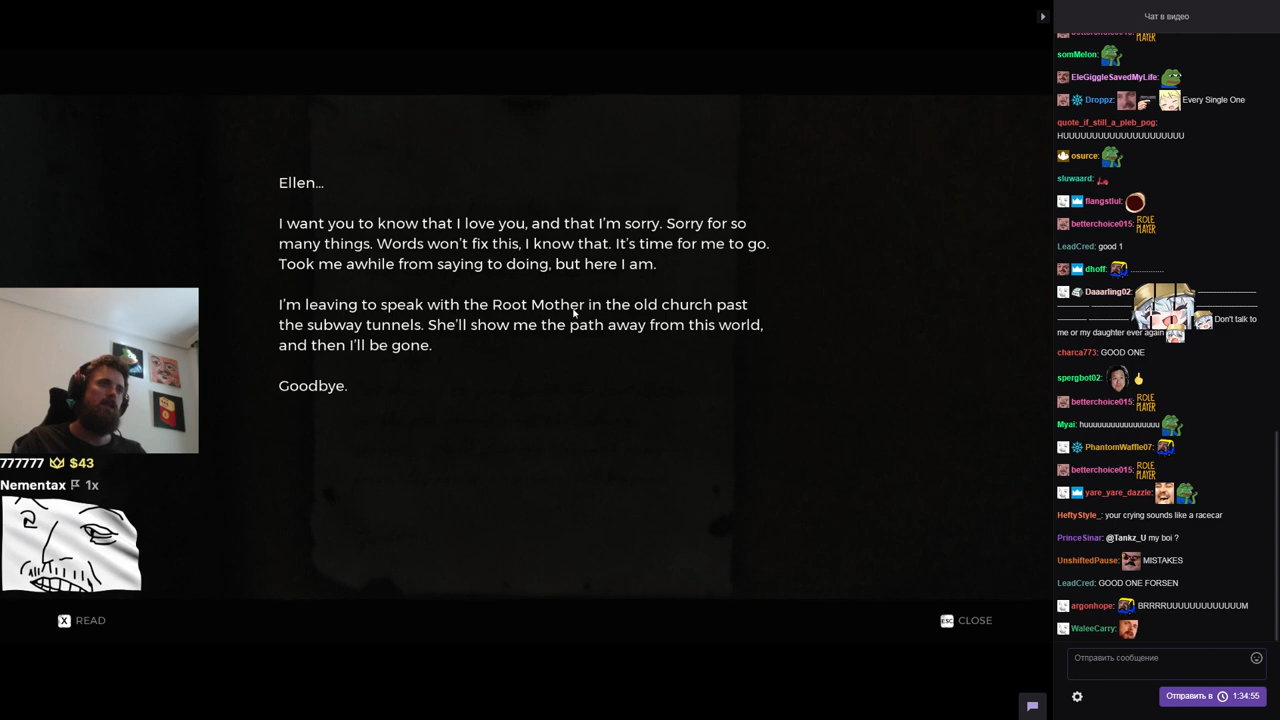 Ellen...
I want you to know that I love you, and that I'm sorry. Sorry for so
many things. Words won't fix this, I know that. It's time for me to go.
Took me awhile from saying to doing, but here I am.
I'm leaving to speak with the Root Mother in the old church past
the subway tunnels. She'll show me the path away from this world,
and then I'll be gone.
Goodbye.
777777 $43
Nementax 1x
X READ
ESC CLOSE
Чат в видео
ROLE PLAYER
somMelon:
EleGiggleSavedMyLife:
Droppz: Every Single One
quote_if_still_a_pleb_pog:
HUUUUUUUUUUUUUUUUUUUUU
osurce:
sluwaard:
flangstlul:
betterchoice015: ROLE PLAYER
LeadCred: good 1
dhoff: ...............
Daaarling02:
Don't talk to
me or my daughter ever again
charca773: GOOD ONE
spergbot02:
betterchoice015: ROLE PLAYER
Myai: huuuuuuuuuuuuuuuuu
PhantomWaffle07:
betterchoice015: ROLE PLAYER
yare_yare_dazzle:
HeftyStyle_: your crying sounds like a racecar
PrinceSinar: @Tankz_U my boi ?
UnshiftedPause: MISTAKES
LeadCred: GOOD ONE FORSEN
argonhope: BRRRRUUUUUUUUUUUUUM
WaleeCarry:
Отправить сообщение
Отправить в 1:34:55